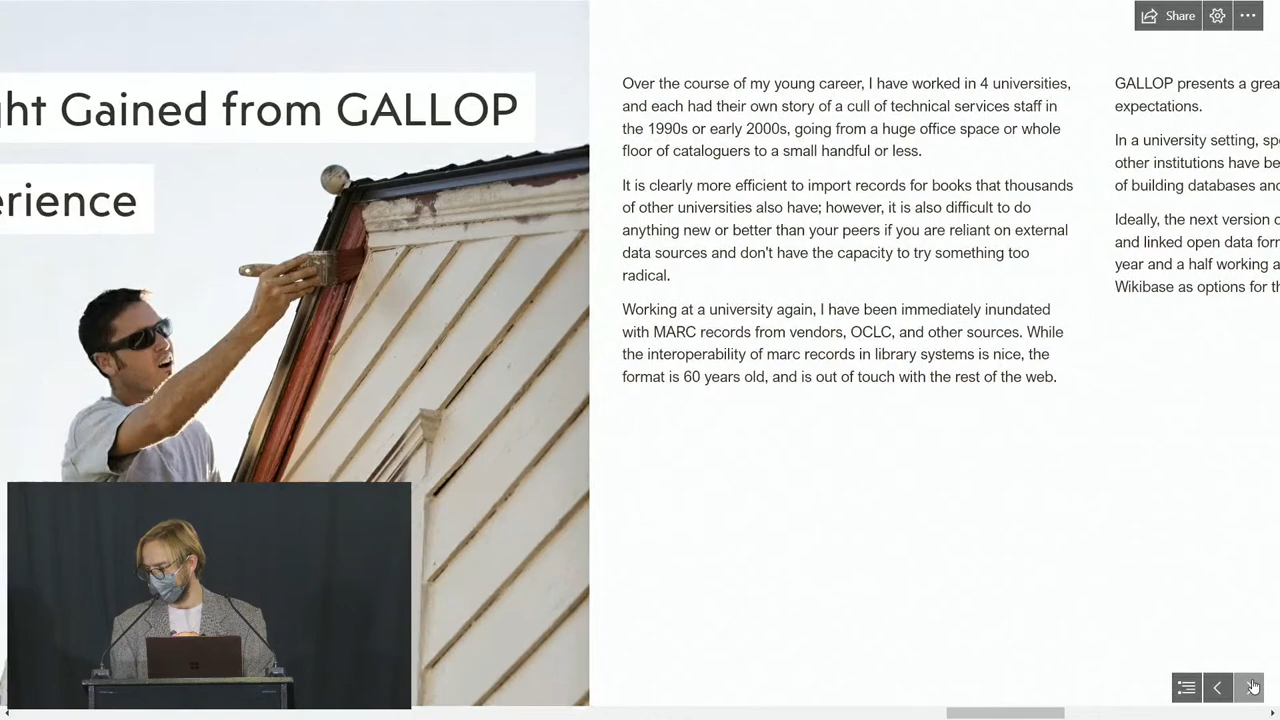 Share
ght Gained from GALLOP
erience
Over the course of my young career, I have worked in 4 universities,
and each had their own story of a cull of technical services staff in
the 1990s or early 2000s, going from a huge office space or whole
floor of cataloguers to a small handful or less.
It is clearly more efficient to import records for books that thousands
of other universities also have; however, it is also difficult to do
anything new or better than your peers if you are reliant on external
data sources and don't have the capacity to try something too
radical.
Working at a university again, I have been immediately inundated
with MARC records from vendors, OCLC, and other sources. While
the interoperability of marc records in library systems is nice, the
format is 60 years old, and is out of touch with the rest of the web.
GALLOP presents a grea
expectations.
In a university setting, spe
other institutions have be
of building databases and
Ideally, the next version o
and linked open data form
year and a half working a
Wikibase as options for th